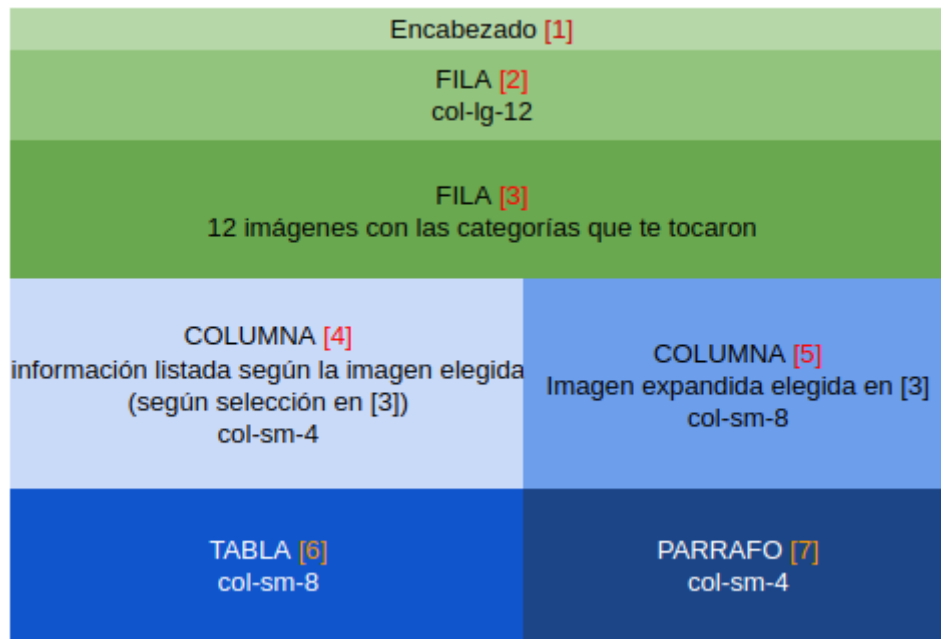 Encabezado [1]
FILA [2]
col-lg-12
FILA [3]
12 imágenes con las categorías que te tocaron
COLUMNA [4]
información listada según la imagen elegida
(según selección en [3])
col-sm-4
COLUMNA [5]
Imagen expandida elegida en [3]
col-sm-8
TABLA [6]
col-sm-8
PARRAFO [7]
col-sm-4